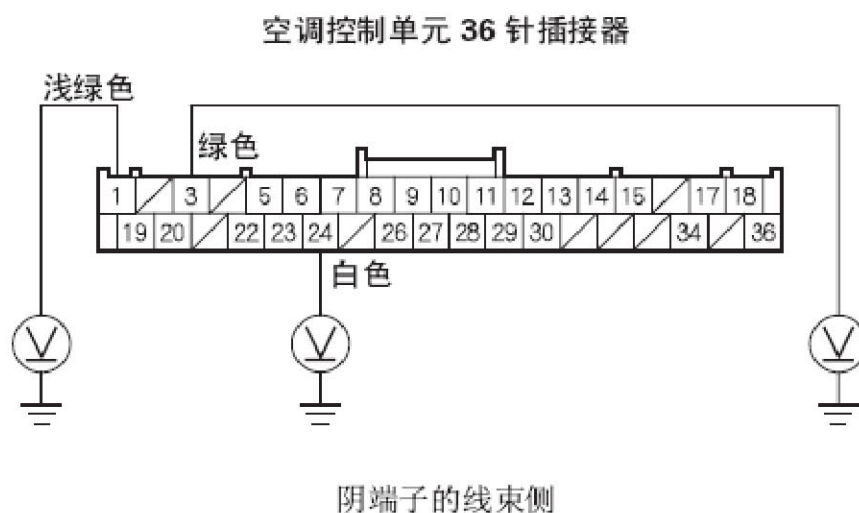 空调控制单元 36 针插接器
浅绿色
绿色
1 3 5 6 7 8 9 10 11 12 13 14 15 17 18
19 20 22 23 24 26 27 28 29 30 34 36
白色
V V V
阴端子的线束侧